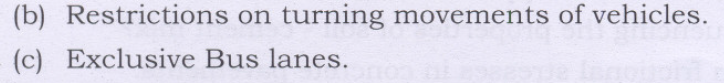 (b) Restrictions on turning movements of vehicles.
(c) Exclusive Bus lanes.